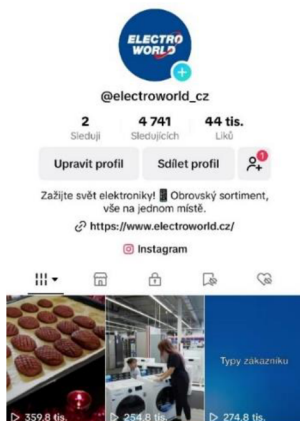 ELECTRO
WORLD
@electroworld_cz
2 4 741 44 tis.
Sleduji Sledujících Liků
Upravit profil Sdílet profil 1
Zažijte svět elektroniky! Obrovský sortiment,
vše na jednom místě.
https://www.electroworld.cz/
Instagram
Typy zákazníku
359,8 tis. 254,8 tis. 274,8 tis.